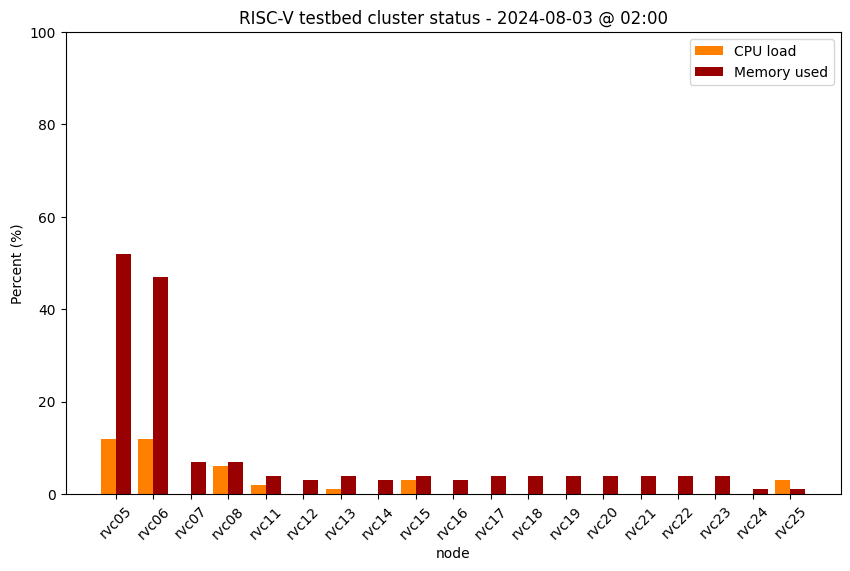 RISC-V testbed cluster status - 2024-08-03 @ 02:00
CPU load
Memory used
Percent (%)
100
80
60
40
20
0
rvc05
rvc06
rvc07
rvc08
rvc11
rvc12
rvc13
rvc14
rvc15
rvc16
rvc17
rvc18
rvc19
rvc20
rvc21
rvc22
rvc23
rvc24
rvc25
node